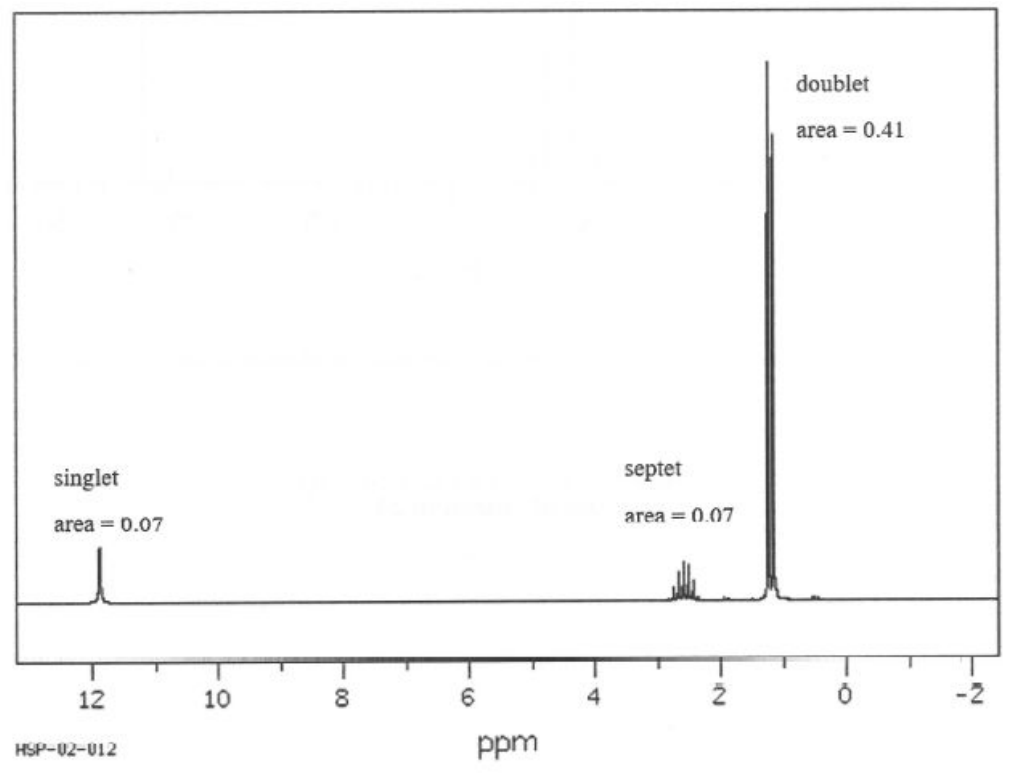 doublet
area = 0.41
septet
area = 0.07
singlet
area = 0.07
12 10 8 6 4 2 0 -2
ppm
HSP-02-012